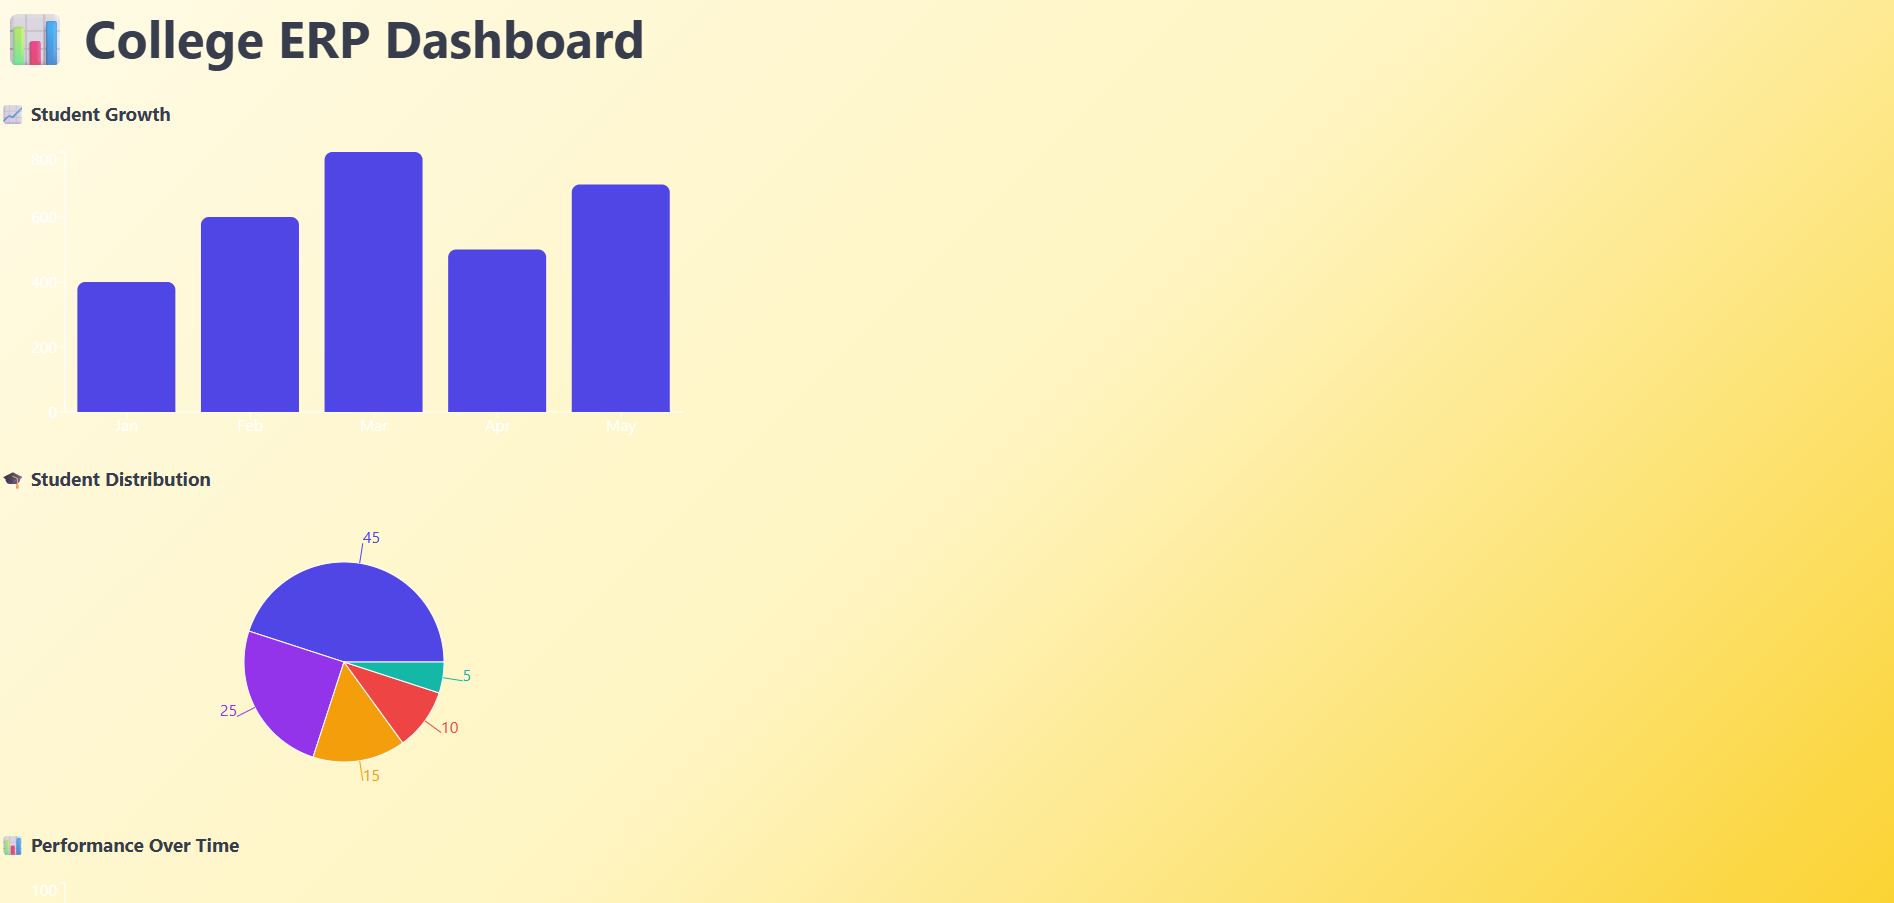 College ERP Dashboard
Student Growth
800
600
400
200
0
Jan Feb Mar Apr May
Student Distribution
45
5
25
10
15
Performance Over Time
100